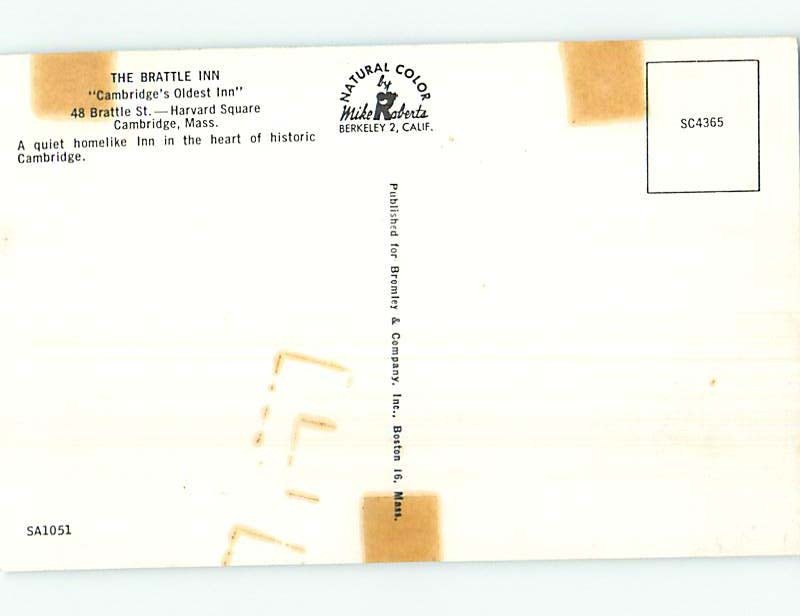 THE BRATTLE INN
"Cambridge's Oldest Inn"
48 Brattle St. — Harvard Square
Cambridge, Mass.
A quiet homelike Inn in the heart of historic
Cambridge.
NATURAL COLOR
by
Mike Roberts
BERKELEY 2, CALIF.
SC4365
Published for Bromley & Company, Inc., Boston 16, Mass.
SA1051